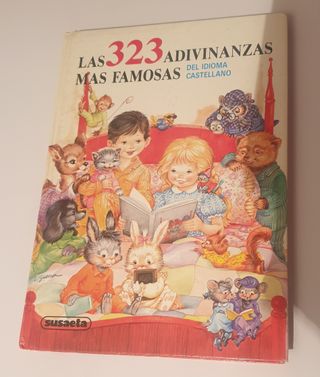 LAS 323 ADIVINANZAS
MAS FAMOSAS DEL IDIOMA
CASTELLANO
susaeta